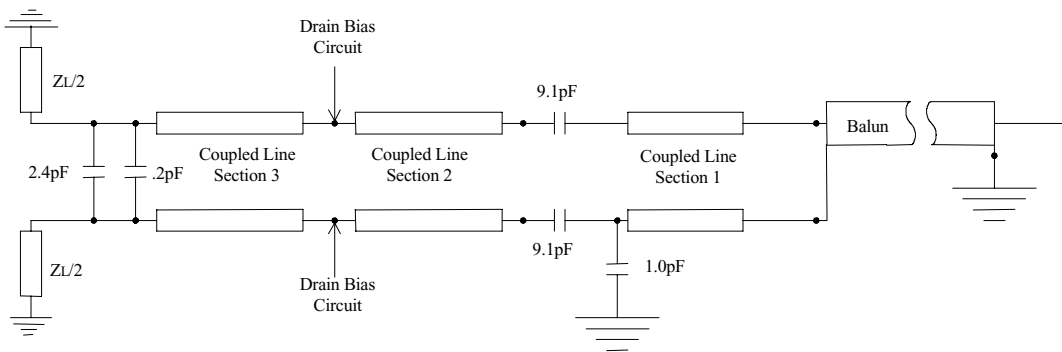 Drain Bias
Circuit
ZL/2
9.1pF
Balun
2.4pF
.2pF
Coupled Line
Section 3
Coupled Line
Section 2
Coupled Line
Section 1
9.1pF
1.0pF
ZL/2
Drain Bias
Circuit